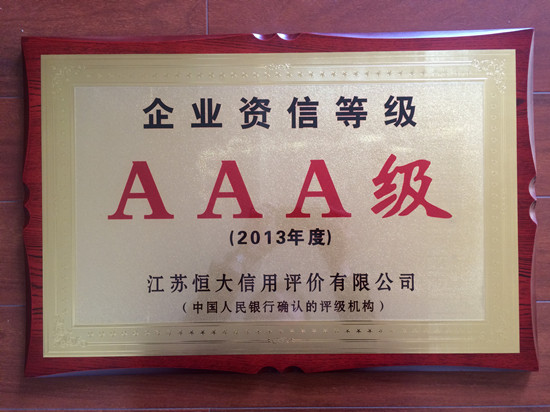 企业资信等级
AAA级
(2013年度)
江苏恒大信用评价有限公司
(中国人民银行确认的评级机构)